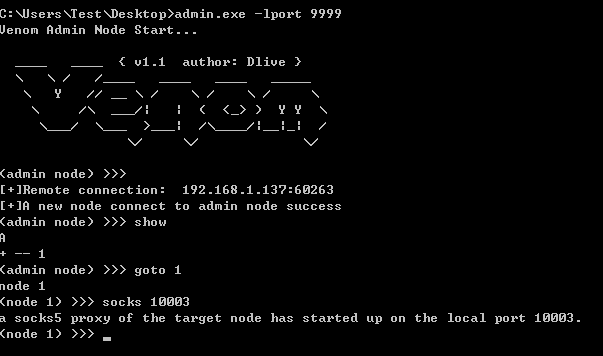 C:\Users\Test\Desktop>admin.exe -lport 9999
Venom Admin Node Start...
{ v1.1  author: Dlive }
Venom
(admin node) >>>
[+]Remote connection:  192.168.1.137:60263
[+]A new node connect to admin node success
(admin node) >>> show
A
+ -- 1
(admin node) >>> goto 1
node 1
(node 1) >>> socks 10003
a socks5 proxy of the target node has started up on the local port 10003.
(node 1) >>> _